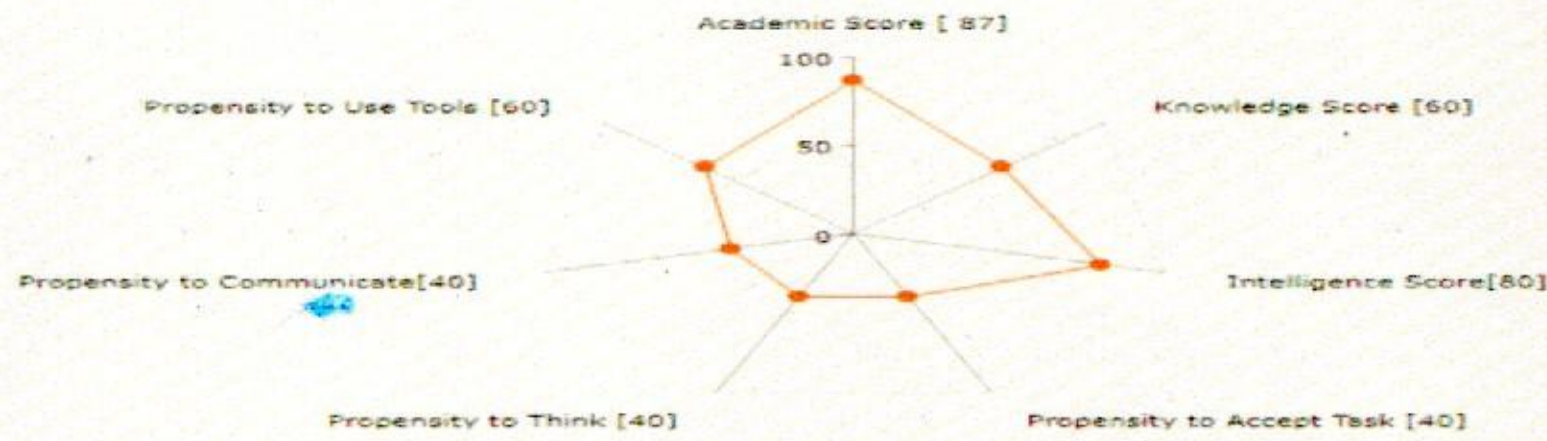 Academic Score [ 87]
100
Propensity to Use Tools [60]
Knowledge Score [60]
50
0
Propensity to Communicate[40]
Intelligence Score[80]
Propensity to Think [40]
Propensity to Accept Task [40]